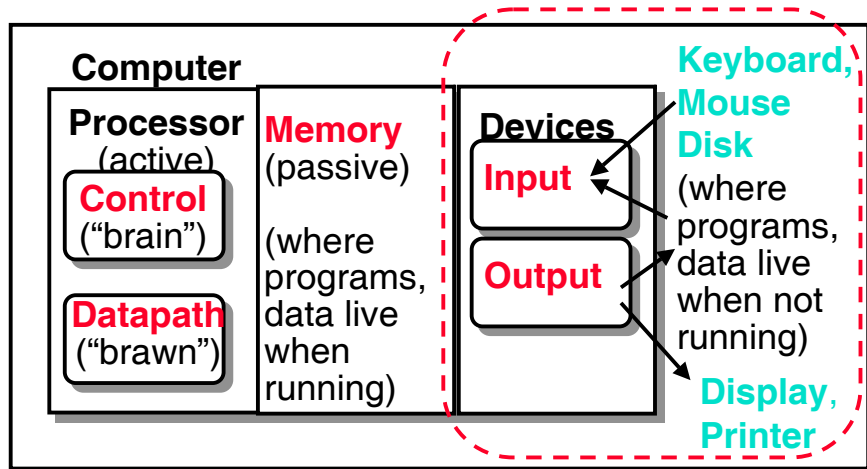 Computer
Processor
(active)
Control
(“brain”)
Datapath
(“brawn”)
Memory
(passive)
(where
programs,
data live
when
running)
Devices
Input
Output
Keyboard,
Mouse
Disk
(where
programs,
data live
when not
running)
Display,
Printer